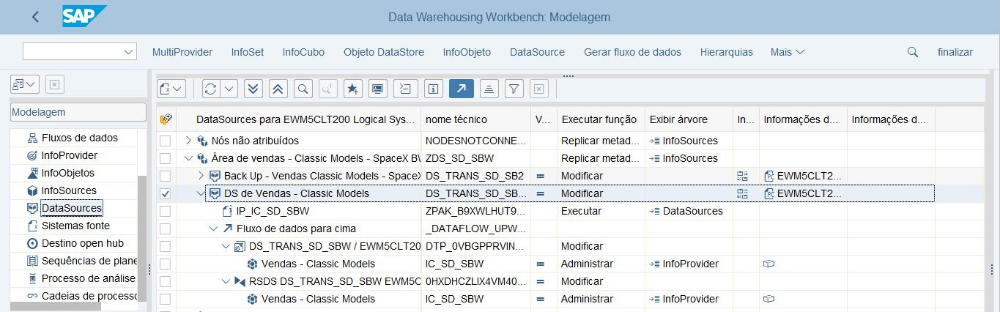 SAP Data Warehousing Workbench: Modelagem
MultiProvider InfoSet InfoCubo Objeto DataStore InfoObjeto DataSource Gerar fluxo de dados Hierarquias Mais finalizar
Modelagem
Fluxos de dados
InfoProvider
InfoObjetos
InfoSources
DataSources
Sistemas fonte
Destino open hub
Sequências de plane
Processo de análise
Cadeias de processo
DataSources para EWM5CLT200 Logical Sys... nome técnico V... Executar função Exibir árvore In... Informações d... Informações d...
Nós não atribuídos NODESNOTCONNE... Replicar metad... InfoSources
Área de vendas - Classic Models - SpaceX BW ZDS_SD_SBW Replicar metad... InfoSources
Back Up - Vendas Classic Models - SpaceX DS_TRANS_SD_SB2 = Modificar EWM5CLT2...
DS de Vendas - Classic Models DS_TRANS_SD_SB... = Modificar EWM5CLT2...
IP_IC_SD_SBW ZPAK_B9XWLHUT9... Executar DataSources
Fluxo de dados para cima _DATAFLOW_UPW...
DS_TRANS_SD_SBW / EWM5CLT200 DTP_0VBGPPRVIN... Modificar
Vendas - Classic Models IC_SD_SBW = Administrar InfoProvider
RSDS DS_TRANS_SD_SBW EWM5C 0HXDHCZLIX4VM40... = Modificar
Vendas - Classic Models IC_SD_SBW = Administrar InfoProvider